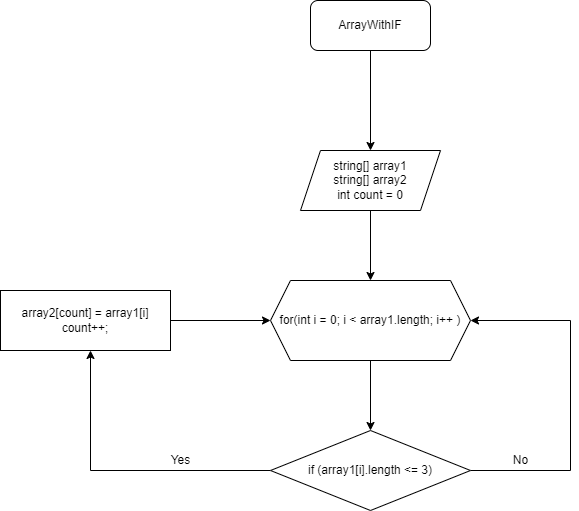 ArrayWithIF
string[] array1
string[] array2
int count = 0
for(int i = 0; i < array1.length; i++ )
array2[count] = array1[i]
count++;
if (array1[i].length <= 3)
Yes
No